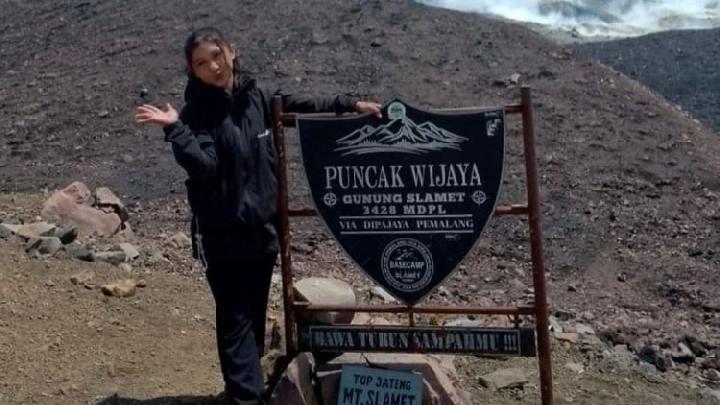 PUNCAK WIJAYA
GUNUNG SLAMET
3428 MDPL
VIA DIPAJAYA PEMALANG
BASECAMP
SLAMET
BAWA TURUN SAMPAHMU !!!
TOP JATENG
MT. SLAMET